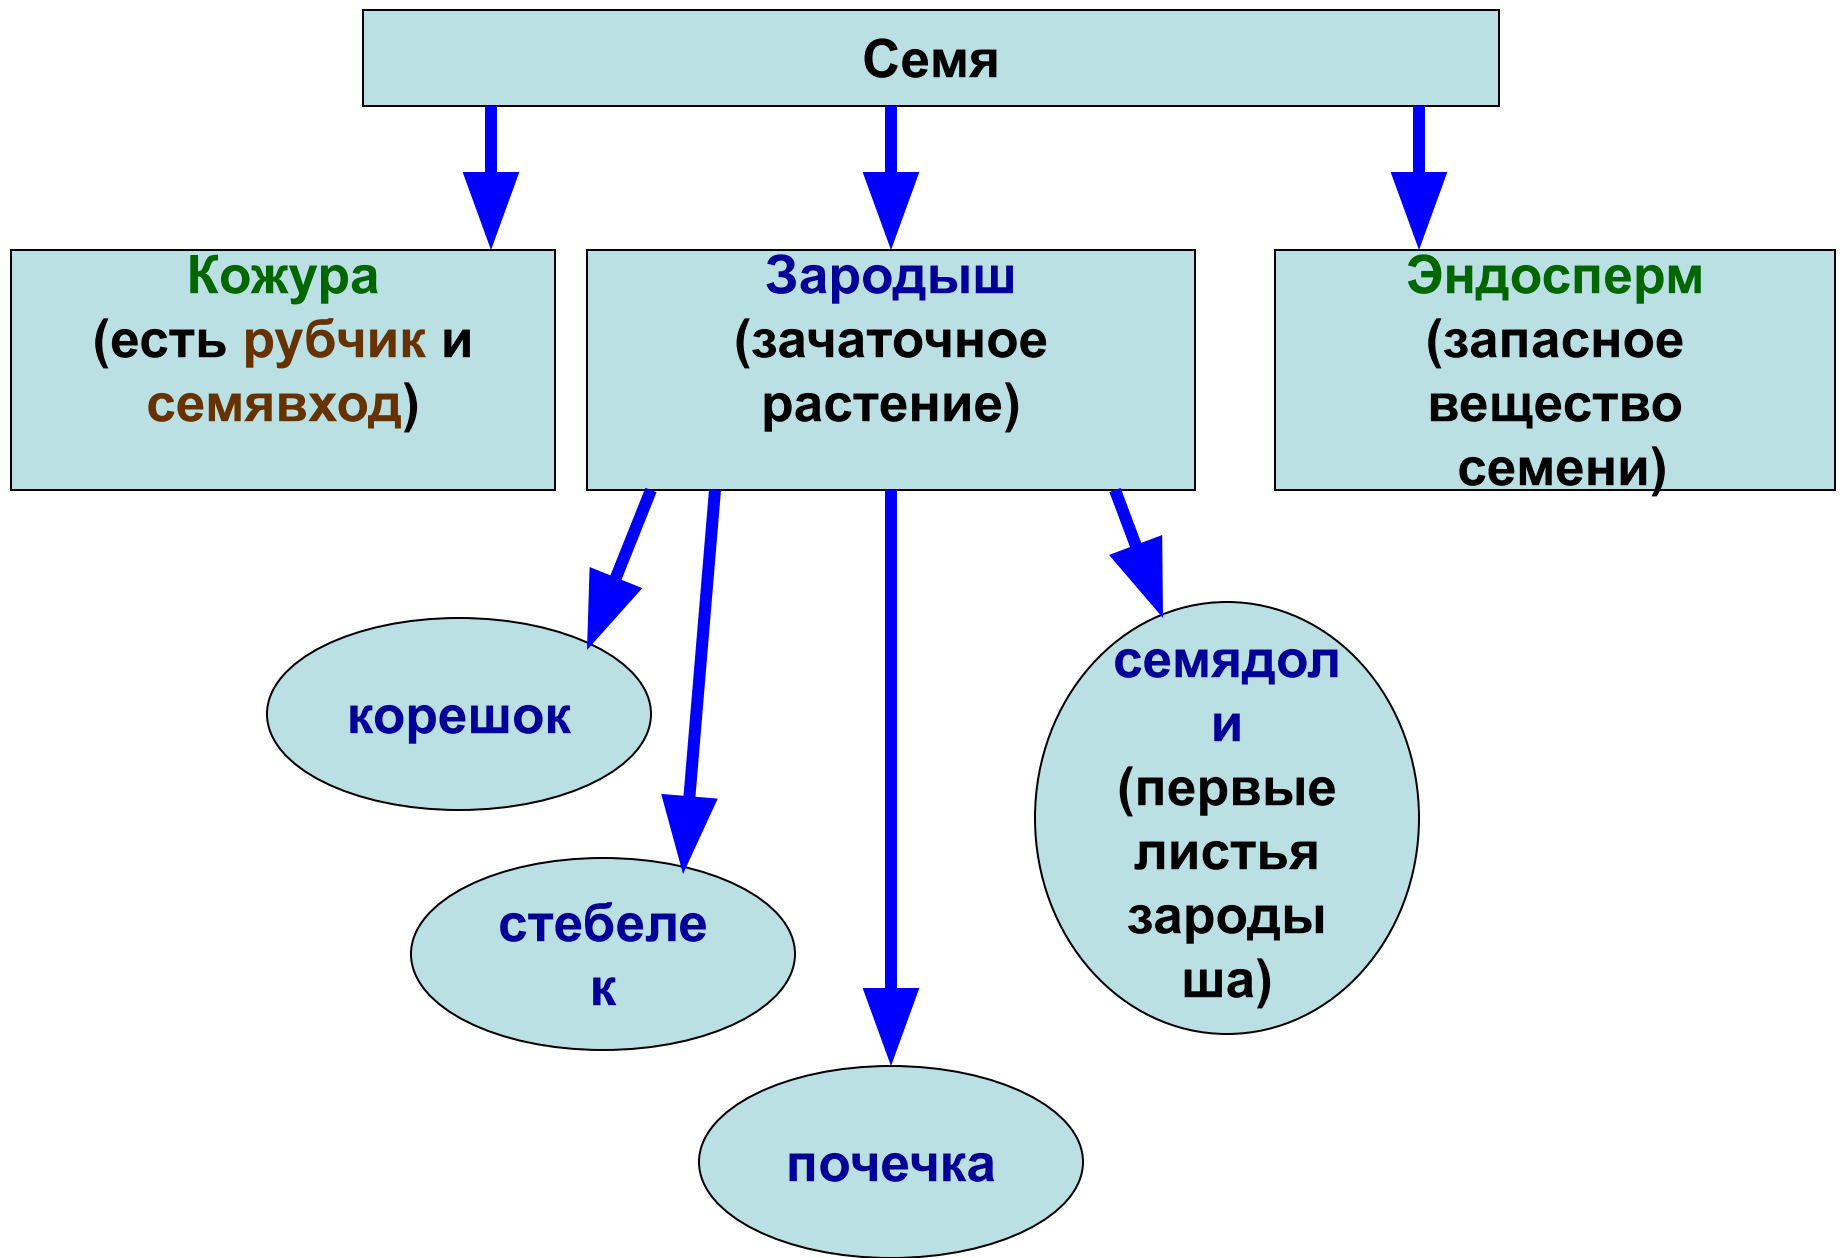 Семя
Кожура
(есть рубчик и
семявход)
Зародыш
(зачаточное
растение)
Эндосперм
(запасное
вещество
семени)
корешок
стебеле
к
почечка
семядол
и
(первые
листья
зароды
ша)